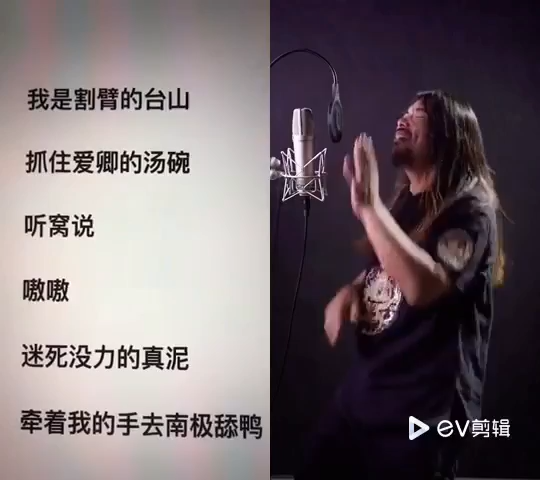 我是割臂的台山
抓住爱卿的汤碗
听窝说
嗷嗷
迷死没力的真泥
牵着我的手去南极舔鸭
ev剪辑